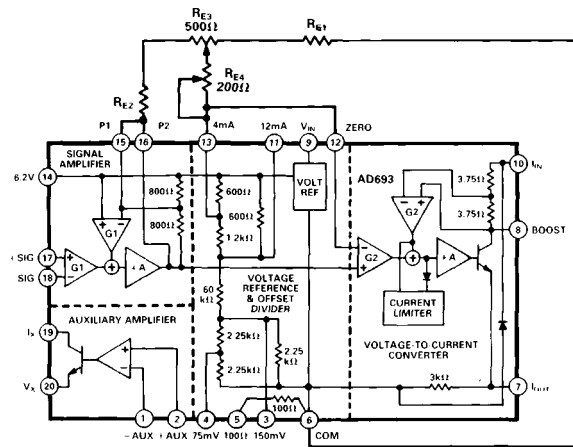 RE3
500Ω
RE1
RE4
200Ω
RE2
P1
P2
4mA
12mA
VIN
ZERO
15
16
13
11
9
12
SIGNAL
AMPLIFIER
6.2V
14
800Ω
800Ω
600Ω
600Ω
1.2kΩ
VOLT
REF
AD693
3.75Ω
3.75Ω
10
IIN
8
BOOST
G1
G2
+SIG
17
SIG
18
G1
+A
G2
+A
CURRENT
LIMITER
60
kΩ
VOLTAGE
REFERENCE
& OFFSET
DIVIDER
AUXILIARY AMPLIFIER
VOLTAGE-TO CURRENT
CONVERTER
IX
19
2.25kΩ
2.25kΩ
2.25
kΩ
3kΩ
7
IOUT
VX
20
100Ω
1
2
4
5
3
6
-AUX
+AUX
75mV
100Ω
150mV
COM